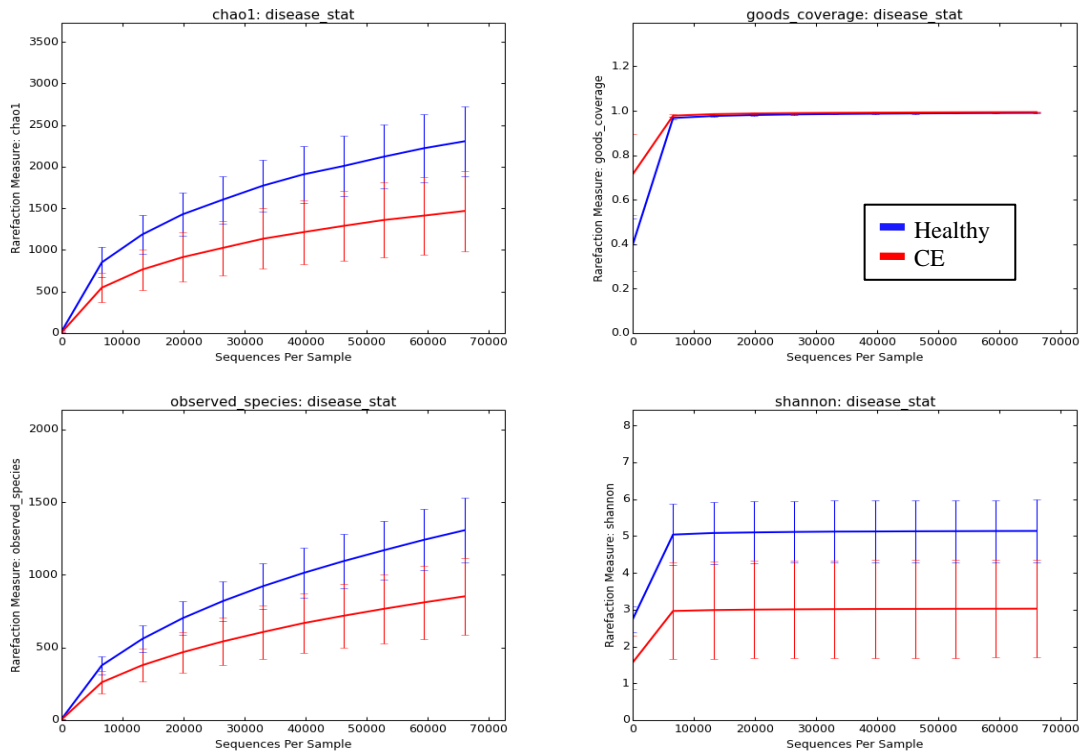 chao1: disease_stat
3500
3000
2500
2000
1500
1000
500
0
Rarefaction Measure: chao1
0 10000 20000 30000 40000 50000 60000 70000
Sequences Per Sample
goods_coverage: disease_stat
1.2
1.0
0.8
0.6
0.4
0.2
0.0
Rarefaction Measure: goods_coverage
Healthy
CE
0 10000 20000 30000 40000 50000 60000 70000
Sequences Per Sample
observed_species: disease_stat
2000
1500
1000
500
0
Rarefaction Measure: observed_species
0 10000 20000 30000 40000 50000 60000 70000
Sequences Per Sample
shannon: disease_stat
8
7
6
5
4
3
2
1
0
Rarefaction Measure: shannon
0 10000 20000 30000 40000 50000 60000 70000
Sequences Per Sample